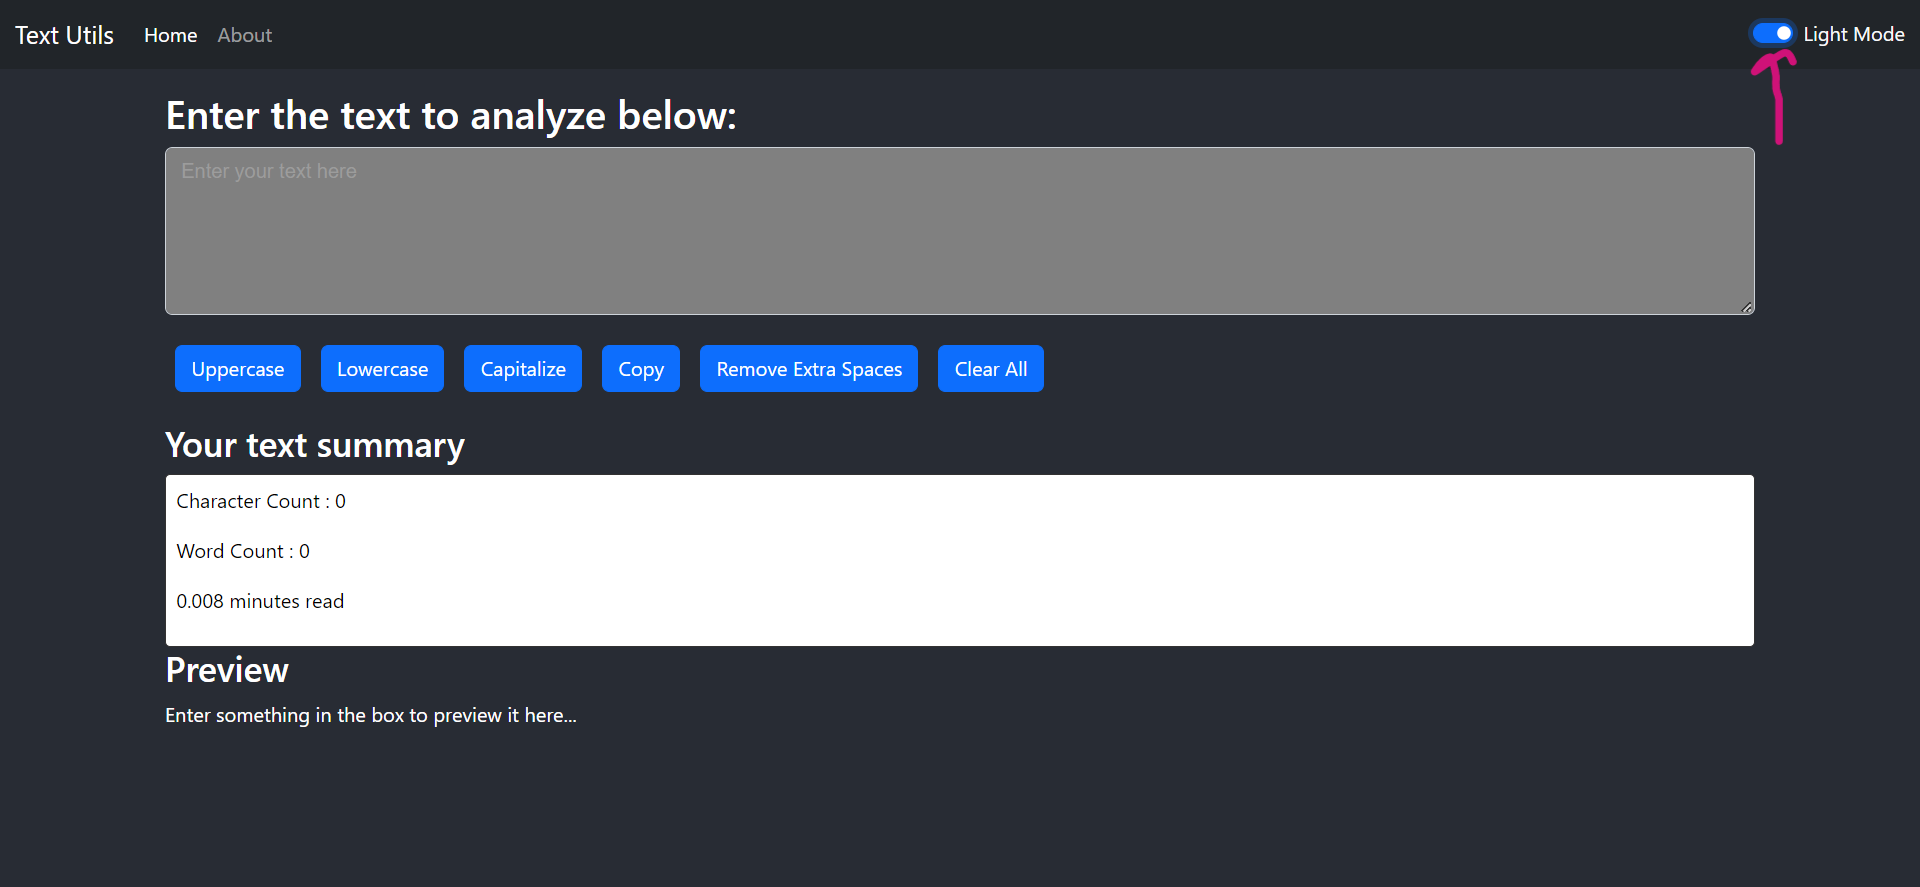 Text Utils Home About Light Mode
Enter the text to analyze below:
Enter your text here
Uppercase Lowercase Capitalize Copy Remove Extra Spaces Clear All
Your text summary
Character Count : 0
Word Count : 0
0.008 minutes read
Preview
Enter something in the box to preview it here...